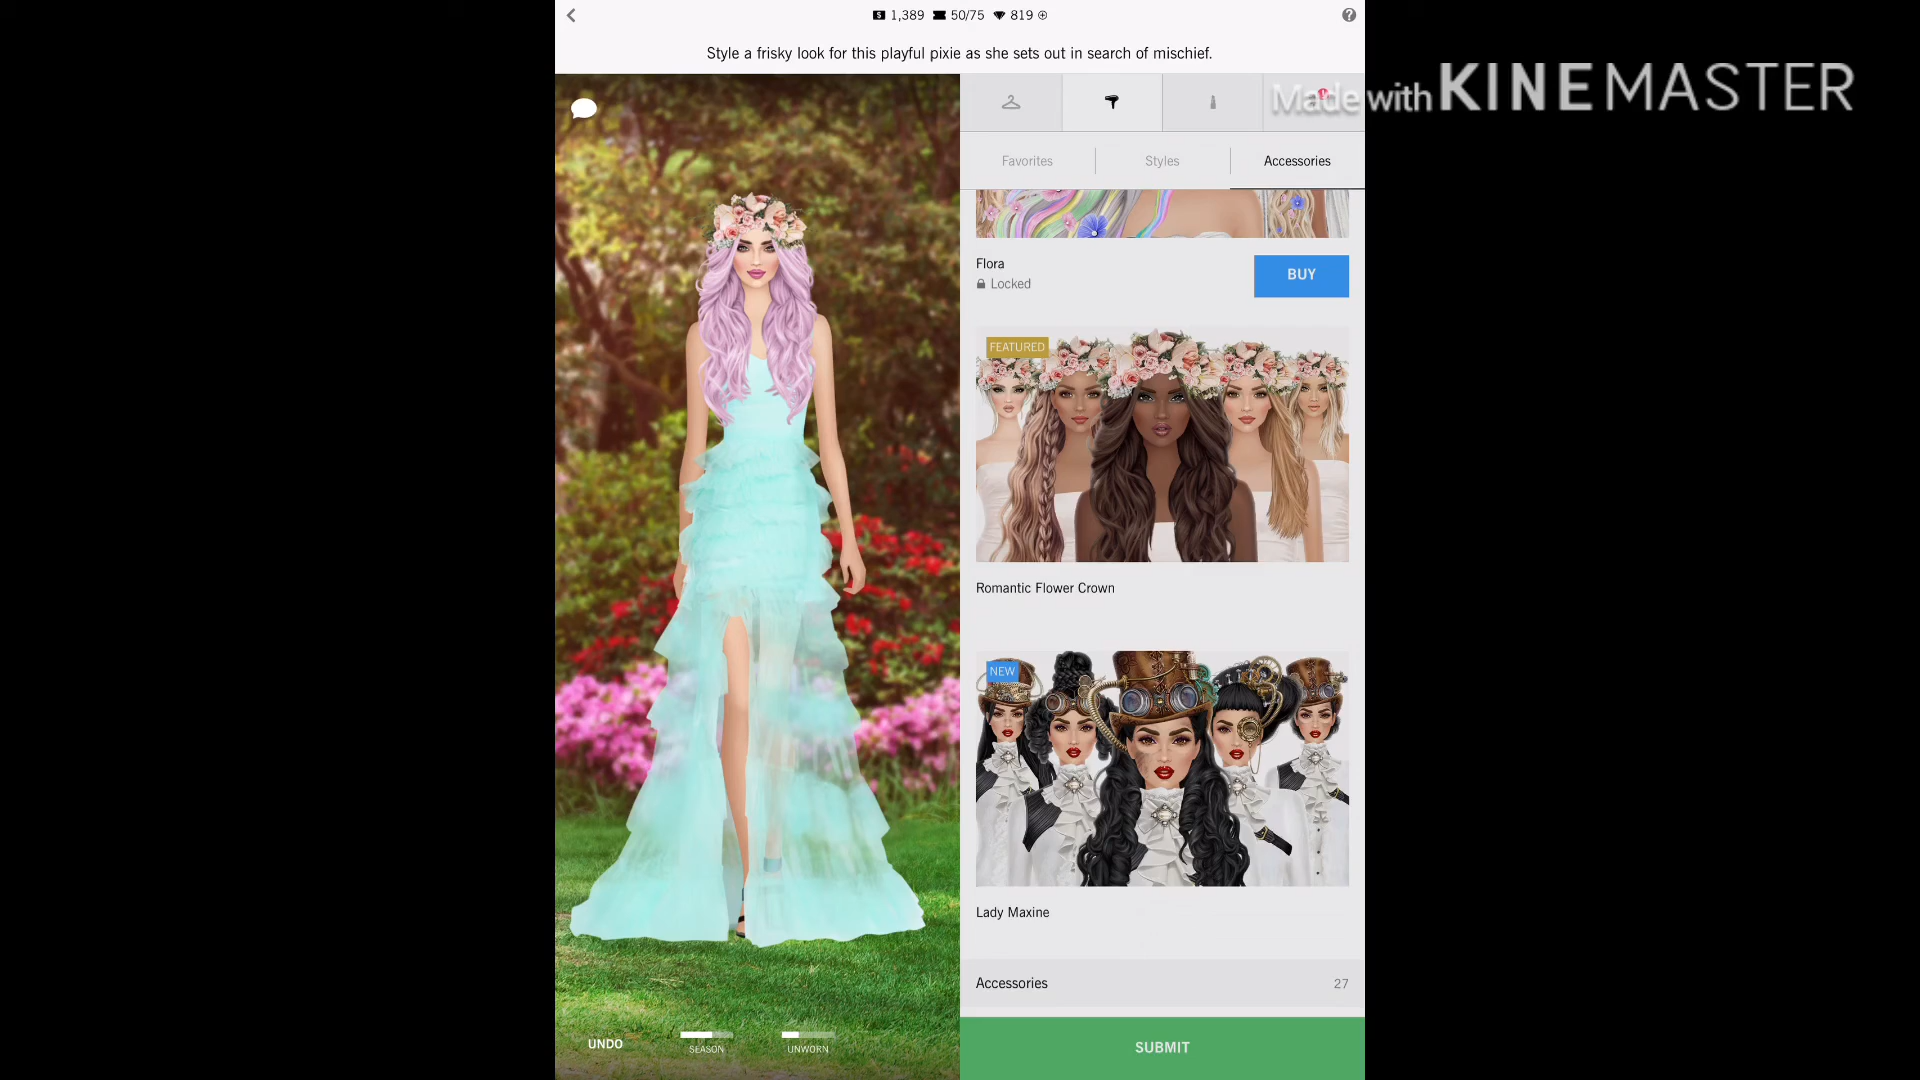 1,389 50/75 819
Style a frisky look for this playful pixie as she sets out in search of mischief.
Made with KINEMASTER
Favorites Styles Accessories
Flora
Locked
BUY
FEATURED
Romantic Flower Crown
NEW
Lady Maxine
Accessories 27
UNDO SEASON UNWORN
SUBMIT